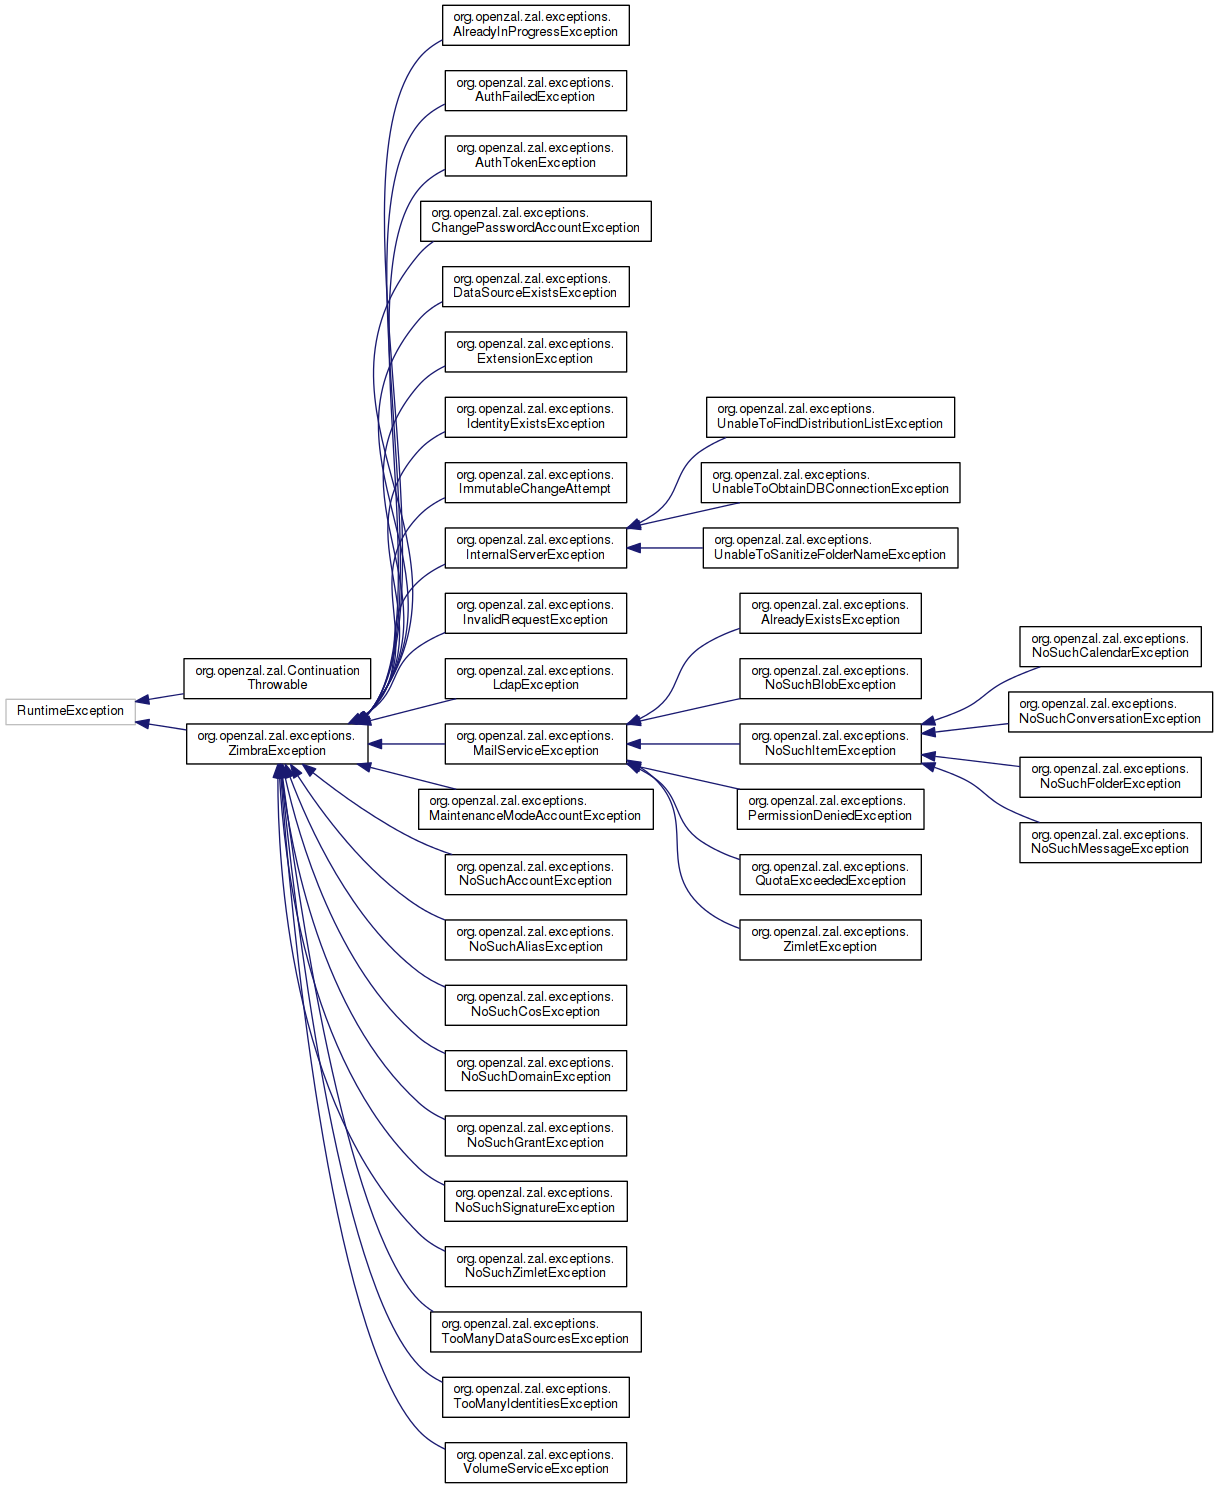 RuntimeException
org.openzal.zal.Continuation
Throwable
org.openzal.zal.exceptions.
ZimbraException
org.openzal.zal.exceptions.
AlreadyInProgressException
org.openzal.zal.exceptions.
AuthFailedException
org.openzal.zal.exceptions.
AuthTokenException
org.openzal.zal.exceptions.
ChangePasswordAccountException
org.openzal.zal.exceptions.
DataSourceExistsException
org.openzal.zal.exceptions.
ExtensionException
org.openzal.zal.exceptions.
IdentityExistsException
org.openzal.zal.exceptions.
ImmutableChangeAttempt
org.openzal.zal.exceptions.
InternalServerException
org.openzal.zal.exceptions.
InvalidRequestException
org.openzal.zal.exceptions.
LdapException
org.openzal.zal.exceptions.
MailServiceException
org.openzal.zal.exceptions.
MaintenanceModeAccountException
org.openzal.zal.exceptions.
NoSuchAccountException
org.openzal.zal.exceptions.
NoSuchAliasException
org.openzal.zal.exceptions.
NoSuchCosException
org.openzal.zal.exceptions.
NoSuchDomainException
org.openzal.zal.exceptions.
NoSuchGrantException
org.openzal.zal.exceptions.
NoSuchSignatureException
org.openzal.zal.exceptions.
NoSuchZimletException
org.openzal.zal.exceptions.
TooManyDataSourcesException
org.openzal.zal.exceptions.
TooManyIdentitiesException
org.openzal.zal.exceptions.
VolumeServiceException
org.openzal.zal.exceptions.
UnableToFindDistributionListException
org.openzal.zal.exceptions.
UnableToObtainDBConnectionException
org.openzal.zal.exceptions.
UnableToSanitizeFolderNameException
org.openzal.zal.exceptions.
AlreadyExistsException
org.openzal.zal.exceptions.
NoSuchBlobException
org.openzal.zal.exceptions.
NoSuchItemException
org.openzal.zal.exceptions.
PermissionDeniedException
org.openzal.zal.exceptions.
QuotaExceededException
org.openzal.zal.exceptions.
ZimletException
org.openzal.zal.exceptions.
NoSuchCalendarException
org.openzal.zal.exceptions.
NoSuchConversationException
org.openzal.zal.exceptions.
NoSuchFolderException
org.openzal.zal.exceptions.
NoSuchMessageException